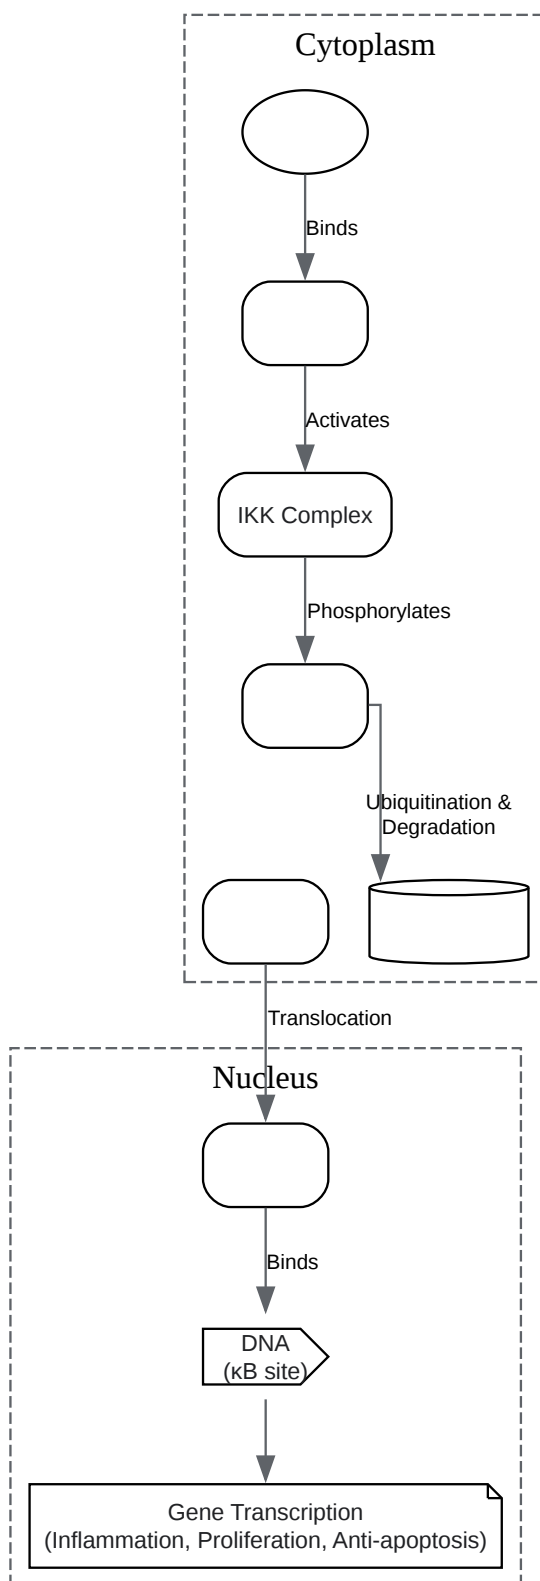 Cytoplasm
Binds
Activates
IKK Complex
Phosphorylates
Ubiquitination &
Degradation
Translocation
Nucleus
Binds
DNA
(κB site)
Gene Transcription
(Inflammation, Proliferation, Anti-apoptosis)